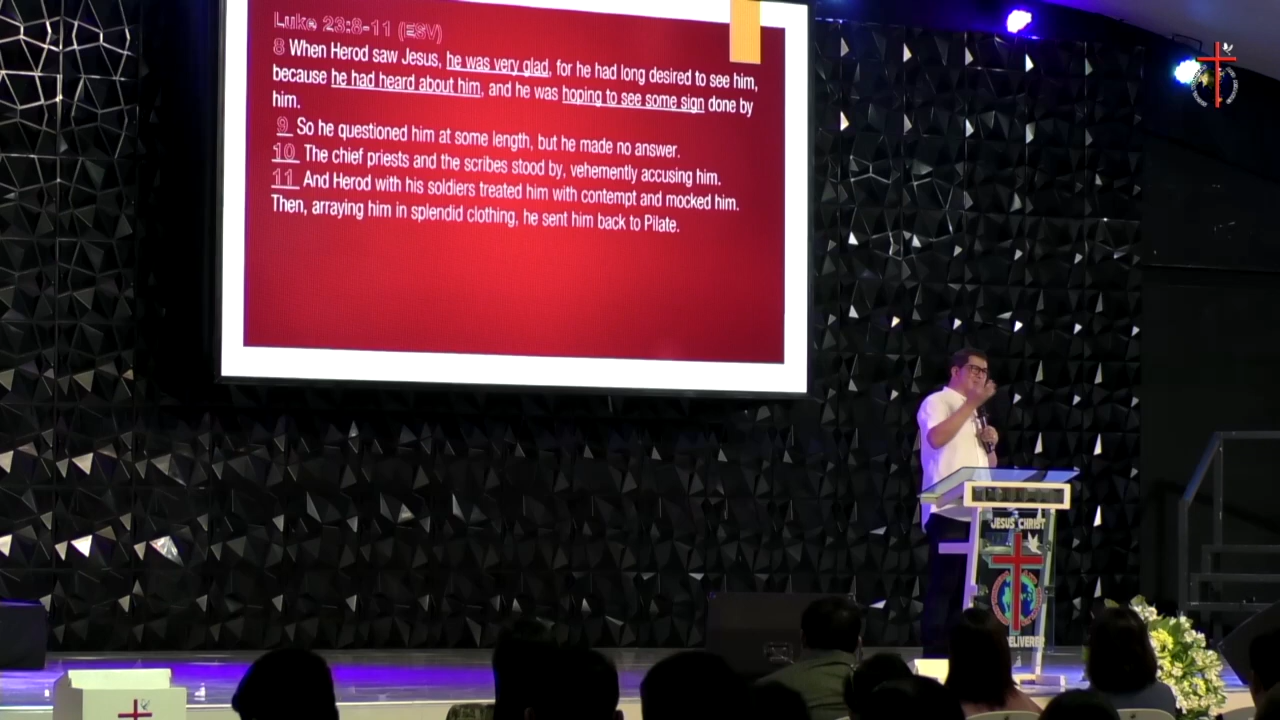 Luke 23:8-11 (ESV)
8 When Herod saw Jesus, he was very glad, for he had long desired to see him,
because he had heard about him, and he was hoping to see some sign done by
him.
9 So he questioned him at some length, but he made no answer.
10 The chief priests and the scribes stood by, vehemently accusing him.
11 And Herod with his soldiers treated him with contempt and mocked him.
Then, arraying him in splendid clothing, he sent him back to Pilate.
JESUS CHRIST
DELIVERER